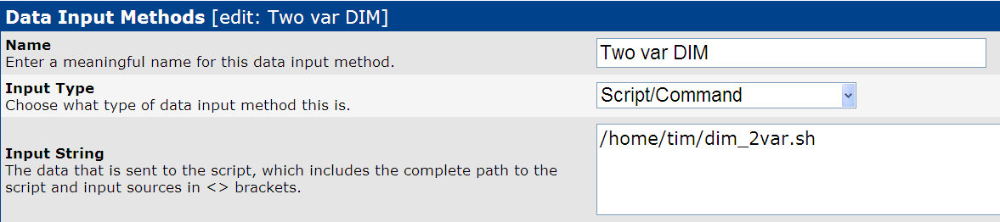 Data Input Methods [edit: Two var DIM]
Name
Enter a meaningful name for this data input method.
Two var DIM
Input Type
Choose what type of data input method this is.
Script/Command
Input String
The data that is sent to the script, which includes the complete path to the
script and input sources in <> brackets.
/home/tim/dim_2var.sh